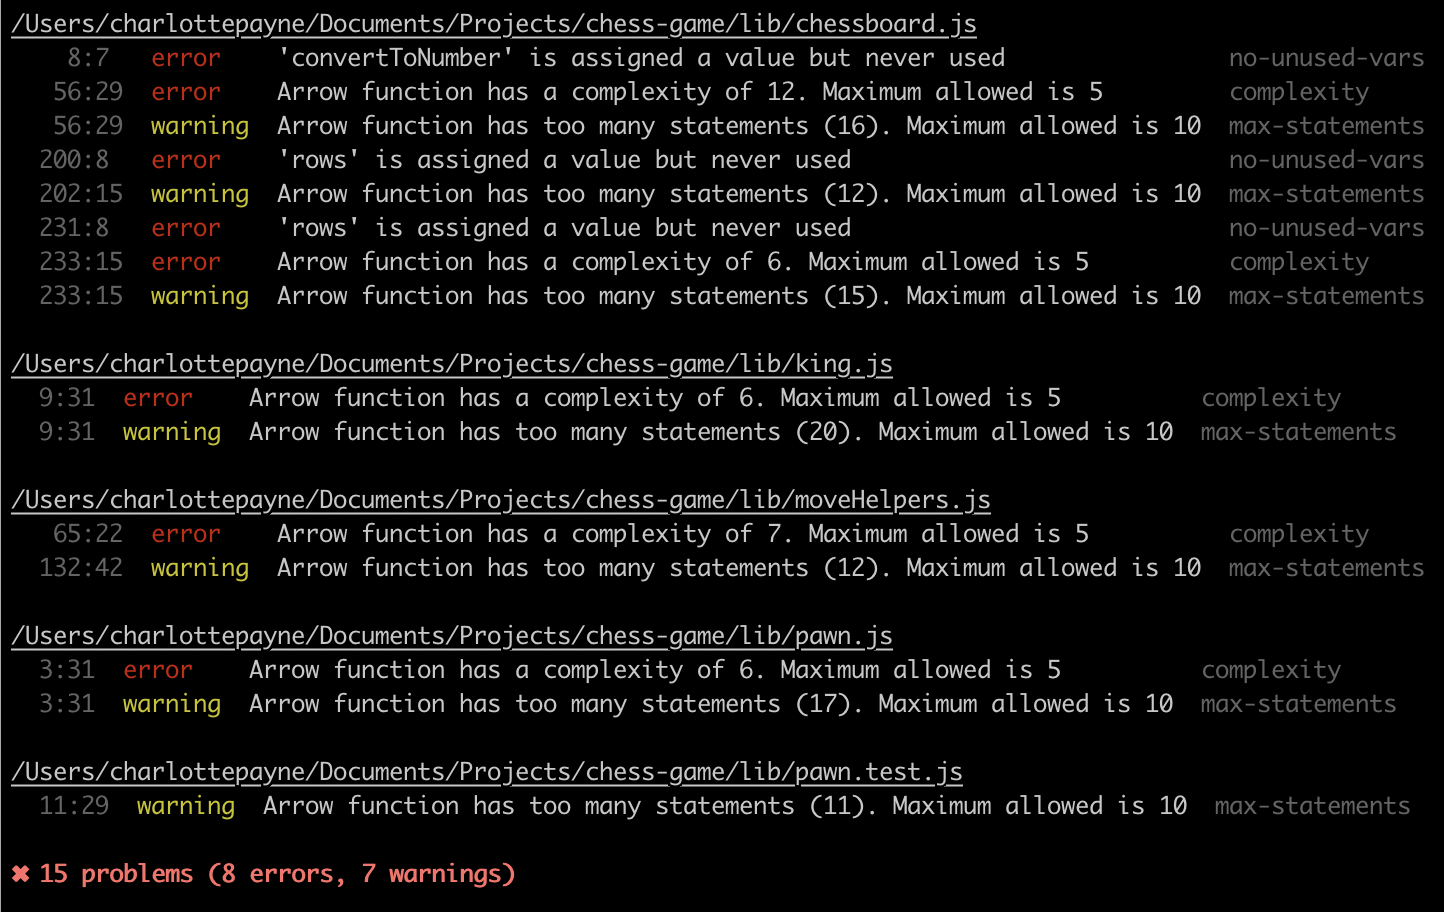 /Users/charlottepayne/Documents/Projects/chess-game/lib/chessboard.js
8:7 error 'convertToNumber' is assigned a value but never used no-unused-vars
56:29 error Arrow function has a complexity of 12. Maximum allowed is 5 complexity
56:29 warning Arrow function has too many statements (16). Maximum allowed is 10 max-statements
200:8 error 'rows' is assigned a value but never used no-unused-vars
202:15 warning Arrow function has too many statements (12). Maximum allowed is 10 max-statements
231:8 error 'rows' is assigned a value but never used no-unused-vars
233:15 error Arrow function has a complexity of 6. Maximum allowed is 5 complexity
233:15 warning Arrow function has too many statements (15). Maximum allowed is 10 max-statements
/Users/charlottepayne/Documents/Projects/chess-game/lib/king.js
9:31 error Arrow function has a complexity of 6. Maximum allowed is 5 complexity
9:31 warning Arrow function has too many statements (20). Maximum allowed is 10 max-statements
/Users/charlottepayne/Documents/Projects/chess-game/lib/moveHelpers.js
65:22 error Arrow function has a complexity of 7. Maximum allowed is 5 complexity
132:42 warning Arrow function has too many statements (12). Maximum allowed is 10 max-statements
/Users/charlottepayne/Documents/Projects/chess-game/lib/pawn.js
3:31 error Arrow function has a complexity of 6. Maximum allowed is 5 complexity
3:31 warning Arrow function has too many statements (17). Maximum allowed is 10 max-statements
/Users/charlottepayne/Documents/Projects/chess-game/lib/pawn.test.js
11:29 warning Arrow function has too many statements (11). Maximum allowed is 10 max-statements
✖ 15 problems (8 errors, 7 warnings)